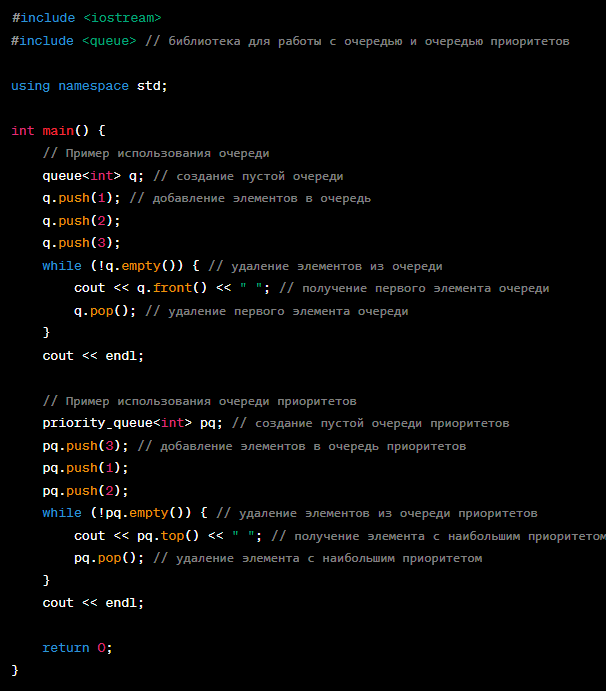 #include <iostream>
#include <queue> // библиотека для работы с очередью и очередью приоритетов
using namespace std;
int main() {
// Пример использования очереди
queue<int> q; // создание пустой очереди
q.push(1); // добавление элементов в очередь
q.push(2);
q.push(3);
while (!q.empty()) { // удаление элементов из очереди
cout << q.front() << " "; // получение первого элемента очереди
q.pop(); // удаление первого элемента очереди
}
cout << endl;
// Пример использования очереди приоритетов
priority_queue<int> pq; // создание пустой очереди приоритетов
pq.push(3); // добавление элементов в очередь приоритетов
pq.push(1);
pq.push(2);
while (!pq.empty()) { // удаление элементов из очереди приоритетов
cout << pq.top() << " "; // получение элемента с наибольшим приоритетом
pq.pop(); // удаление элемента с наибольшим приоритетом
}
cout << endl;
return 0;
}